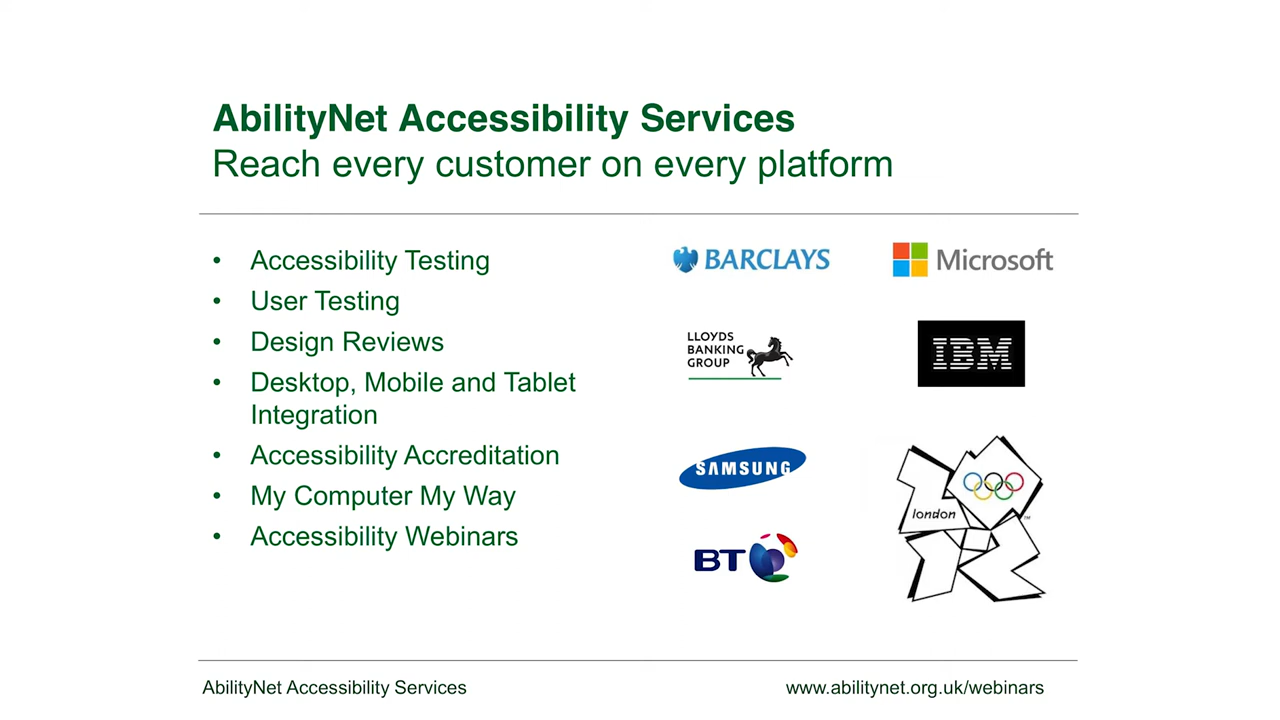 AbilityNet Accessibility Services
Reach every customer on every platform
• Accessibility Testing
• User Testing
• Design Reviews
• Desktop, Mobile and Tablet
Integration
• Accessibility Accreditation
• My Computer My Way
• Accessibility Webinars
BARCLAYS
Microsoft
LLOYDS
BANKING
GROUP
IBM
SAMSUNG
london
TM
BT
AbilityNet Accessibility Services
www.abilitynet.org.uk/webinars